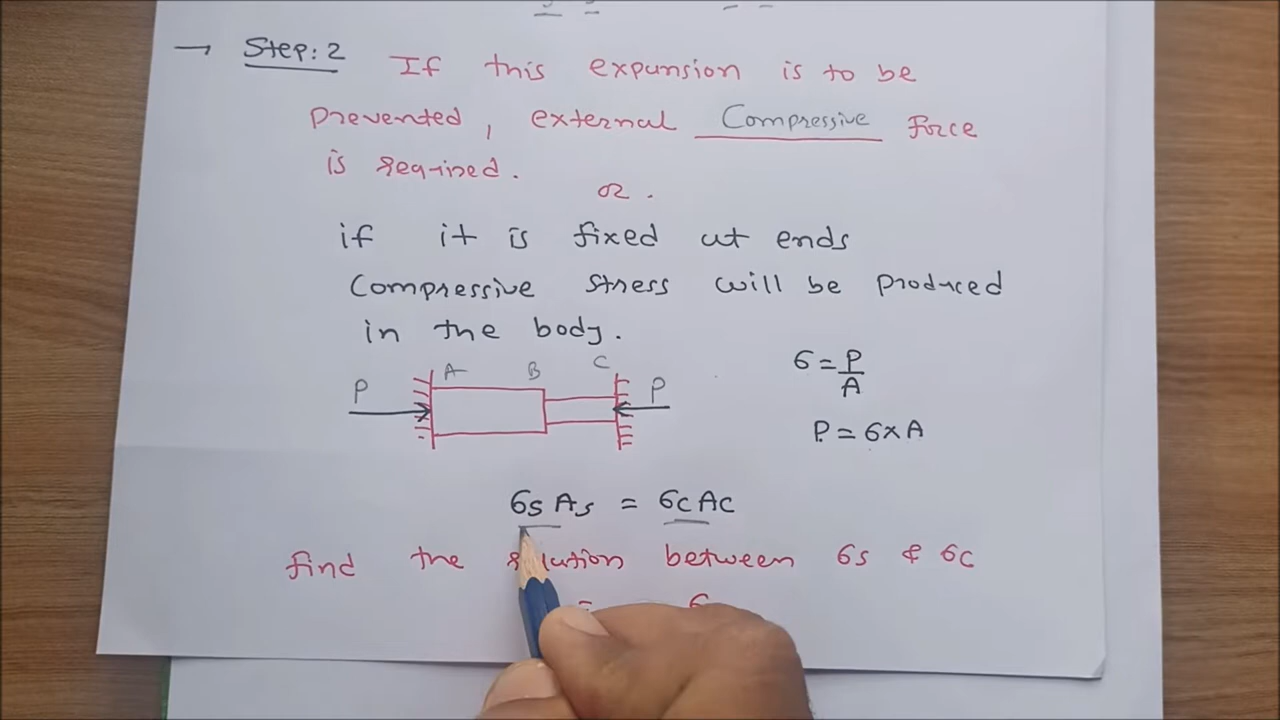 → Step: 2 If this expansion is to be
prevented, external Compressive force
is required.
or.
if it is fixed at ends
Compressive stress will be produced
in the body.
A B C
P P
σ = P
A
P = σ × A
σs As = σc Ac
find the between σs & σc